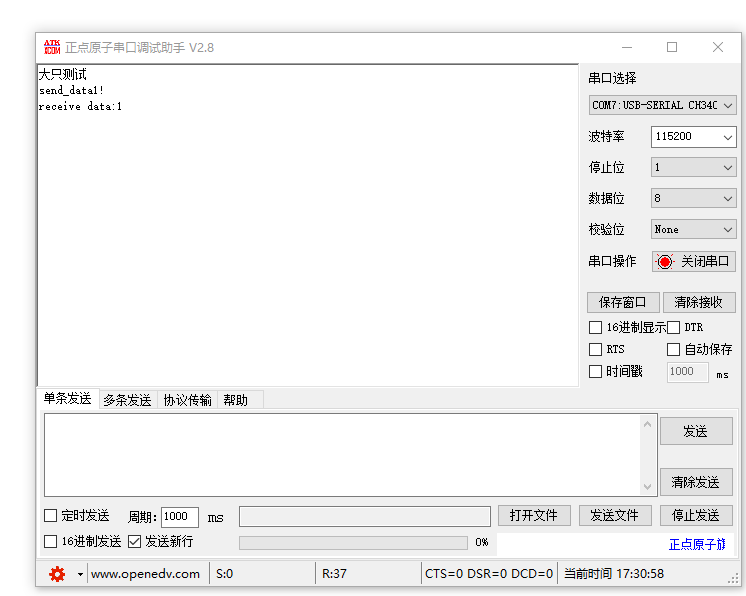 ATK
XCOM 正点原子串口调试助手 V2.8
大只测试
send_data1!
receive data:1
串口选择
COM7:USB-SERIAL CH340
波特率 115200
停止位 1
数据位 8
校验位 None
串口操作 关闭串口
保存窗口 清除接收
16进制显示 DTR
RTS 自动保存
时间戳 1000 ms
单条发送 多条发送 协议传输 帮助
发送
清除发送
定时发送 周期: 1000 ms 打开文件 发送文件 停止发送
16进制发送 发送新行 0% 正点原子旗
www.openedv.com S:0 R:37 CTS=0 DSR=0 DCD=0 当前时间 17:30:58